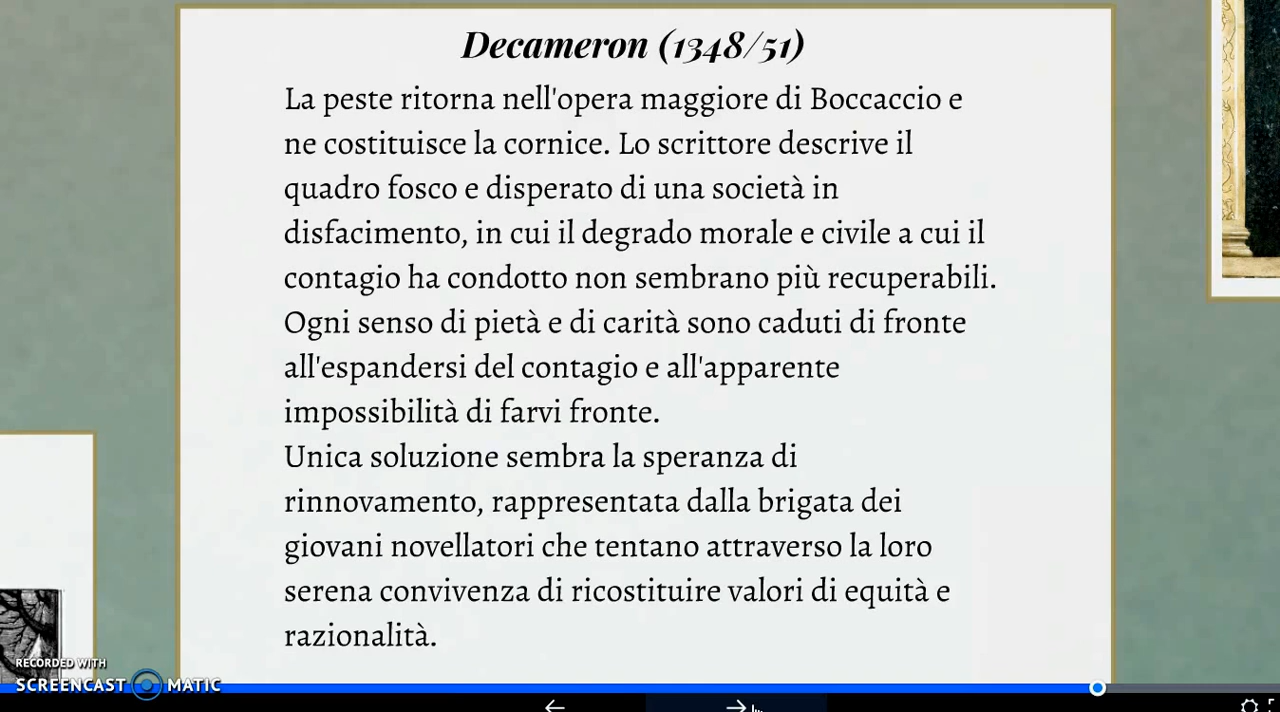 Decameron (1348/51)
La peste ritorna nell'opera maggiore di Boccaccio e
ne costituisce la cornice. Lo scrittore descrive il
quadro fosco e disperato di una società in
disfacimento, in cui il degrado morale e civile a cui il
contagio ha condotto non sembrano più recuperabili.
Ogni senso di pietà e di carità sono caduti di fronte
all'espandersi del contagio e all'apparente
impossibilità di farvi fronte.
Unica soluzione sembra la speranza di
rinnovamento, rappresentata dalla brigata dei
giovani novellatori che tentano attraverso la loro
serena convivenza di ricostituire valori di equità e
razionalità.
RECORDED WITH
SCREENCAST MATIC